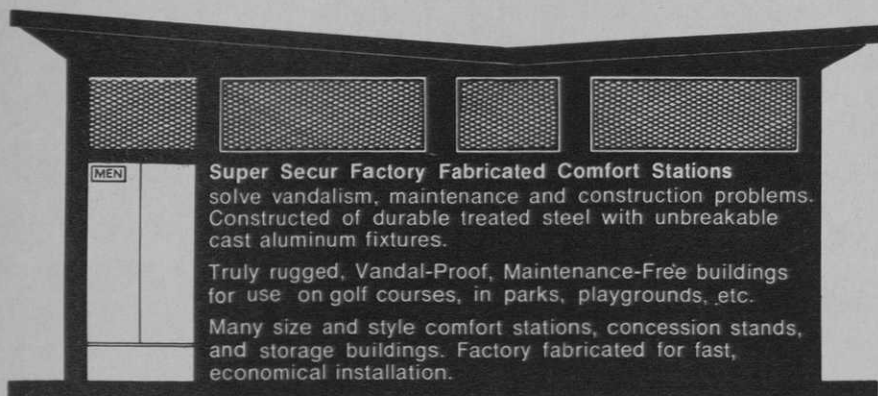 MEN
Super Secur Factory Fabricated Comfort Stations
solve vandalism, maintenance and construction problems.
Constructed of durable treated steel with unbreakable
cast aluminum fixtures.
Truly rugged, Vandal-Proof, Maintenance-Free buildings
for use on golf courses, in parks, playgrounds, etc.
Many size and style comfort stations, concession stands,
and storage buildings. Factory fabricated for fast,
economical installation.